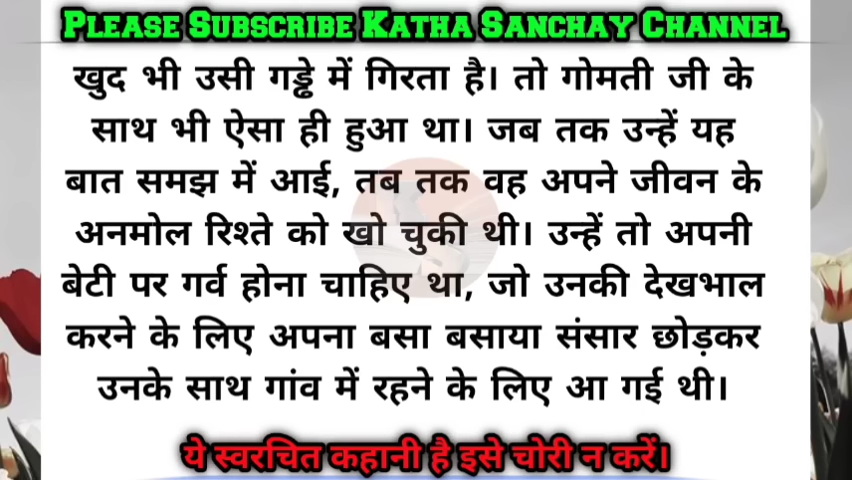 PLEASE SUBSCRIBE KATHA SANCHAY CHANNEL
खुद भी उसी गड्ढे में गिरता है। तो गोमती जी के
साथ भी ऐसा ही हुआ था। जब तक उन्हें यह
बात समझ में आई, तब तक वह अपने जीवन के
अनमोल रिश्ते को खो चुकी थी। उन्हें तो अपनी
बेटी पर गर्व होना चाहिए था, जो उनकी देखभाल
करने के लिए अपना बसा बसाया संसार छोड़कर
उनके साथ गांव में रहने के लिए आ गई थी।
ये स्वरचित कहानी है इसे चोरी न करें।